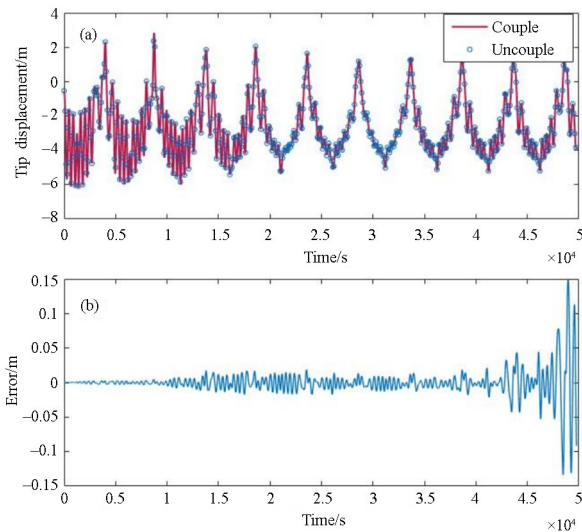 (a)
Couple
Uncouple
Tip displacement/m
4
2
0
−2
−4
−6
−8
0 0.5 1 1.5 2 2.5 3 3.5 4 4.5 5
Time/s
×10⁴
(b)
Error/m
0.15
0.1
0.05
0
−0.05
−0.1
−0.15
0 0.5 1 1.5 2 2.5 3 3.5 4 4.5 5
Time/s
×10⁴